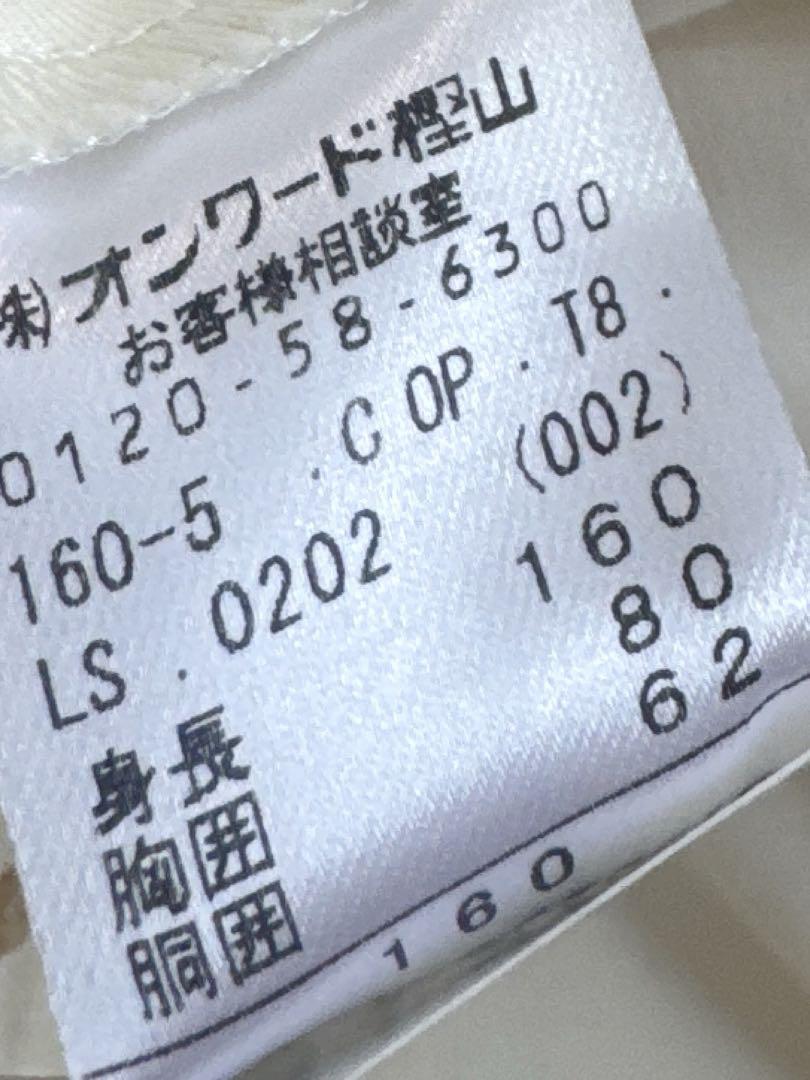 ㈱オンワード樫山
お客様相談室
0120-58-6300
160-5 .C OP . T8 .
LS . 0202 (002)
身長 160
胸囲 80
胴囲 62
160